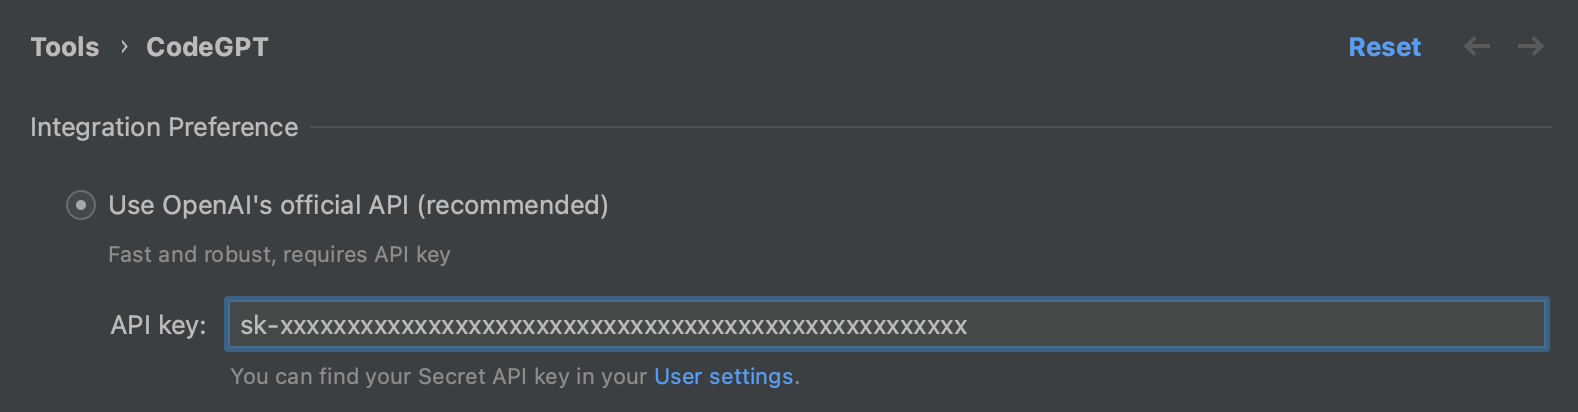 Tools › CodeGPT Reset ← →
Integration Preference
Use OpenAI's official API (recommended)
Fast and robust, requires API key
API key: sk-xxxxxxxxxxxxxxxxxxxxxxxxxxxxxxxxxxxxxxxxxxxxxxxxxxx
You can find your Secret API key in your User settings.